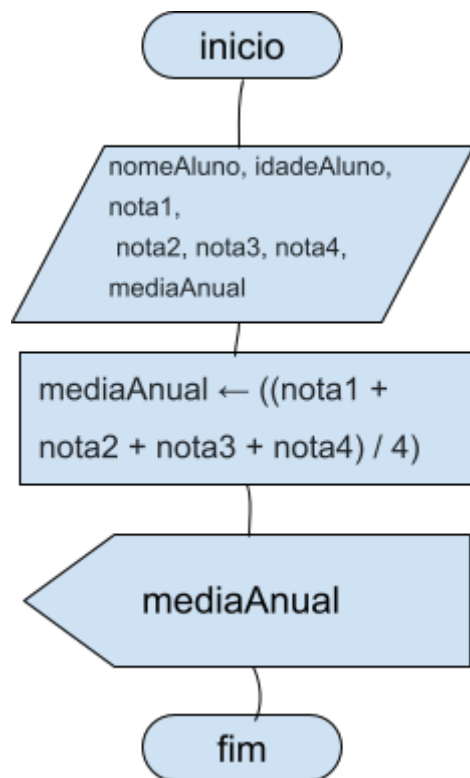 inicio
nomeAluno, idadeAluno,
nota1,
nota2, nota3, nota4,
mediaAnual
mediaAnual ← ((nota1 +
nota2 + nota3 + nota4) / 4)
mediaAnual
fim